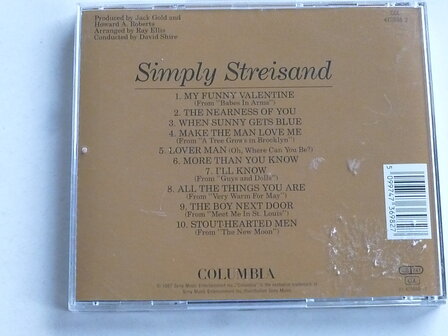 Produced by Jack Gold and
Howard A. Roberts
Arranged by Ray Ellis
Conducted by David Shire
Simply Streisand
1. MY FUNNY VALENTINE
(From "Babes In Arms")
2. THE NEARNESS OF YOU
3. WHEN SUNNY GETS BLUE
4. MAKE THE MAN LOVE ME
(From "A Tree Grows in Brooklyn")
5. LOVER MAN (Oh, Where Can You Be?)
6. MORE THAN YOU KNOW
7. I'LL KNOW
(From "Guys and Dolls")
8. ALL THE THINGS YOU ARE
(From "Very Warm For May")
9. THE BOY NEXT DOOR
(From "Meet Me In St. Louis")
10. STOUT-HEARTED MEN
(From "The New Moon")
COLUMBIA
5 099747 369827